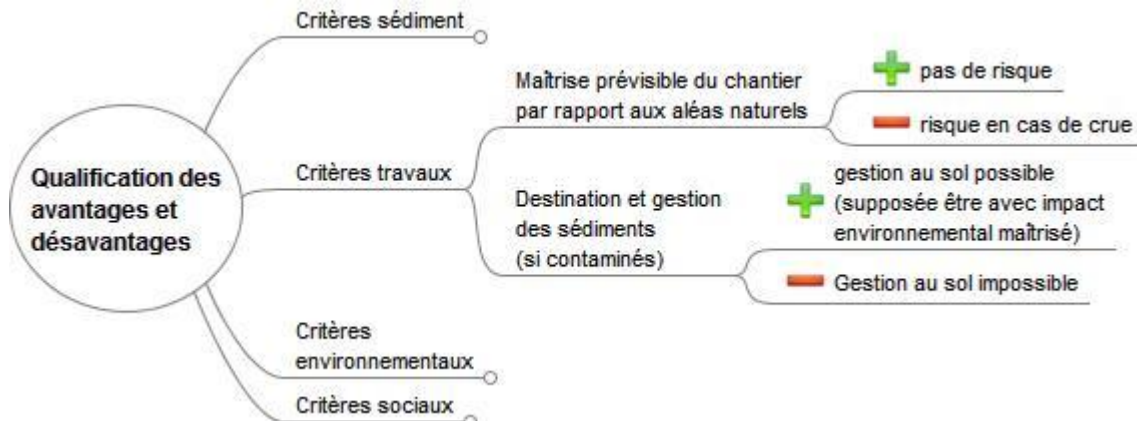 Qualification des
avantages et
désavantages
Critères sédiment
Critères travaux
Maîtrise prévisible du chantier
par rapport aux aléas naturels
pas de risque
risque en cas de crue
Destination et gestion
des sédiments
(si contaminés)
gestion au sol possible
(supposée être avec impact
environnemental maîtrisé)
Gestion au sol impossible
Critères
environnementaux
Critères sociaux